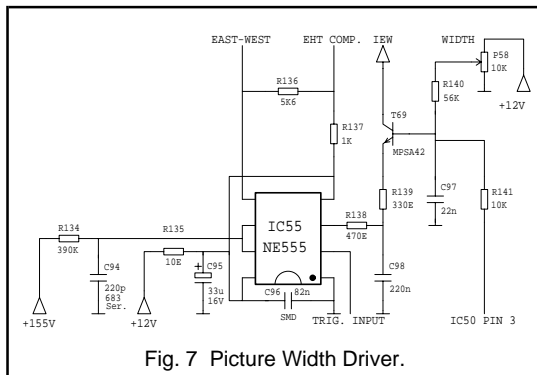 EAST-WEST EHT COMP. IEW WIDTH
P58
10K
R136
5K6
R140
56K
+12V
R137
1K
T69
MPSA42
R139
330E
C97
22n
R141
10K
R134
390K
R135
10E
IC55
NE555
R138
470E
C94
220p
683
Ser.
+
C95
33u
16V
C96 82n
SMD
C98
220n
+155V
+12V
TRIG. INPUT
IC50 PIN 3
Fig. 7 Picture Width Driver.